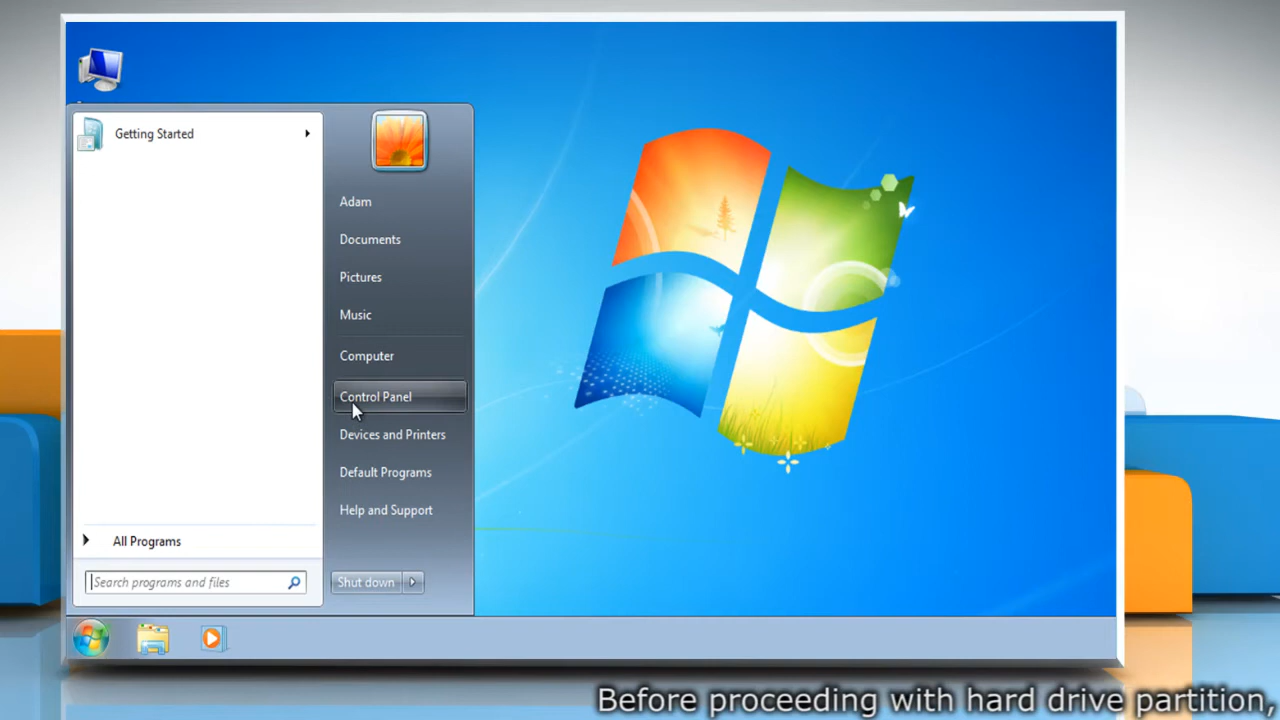 Getting Started
Adam
Documents
Pictures
Music
Computer
Control Panel
Devices and Printers
Default Programs
Help and Support
All Programs
Search programs and files
Shut down
Before proceeding with hard drive partition,